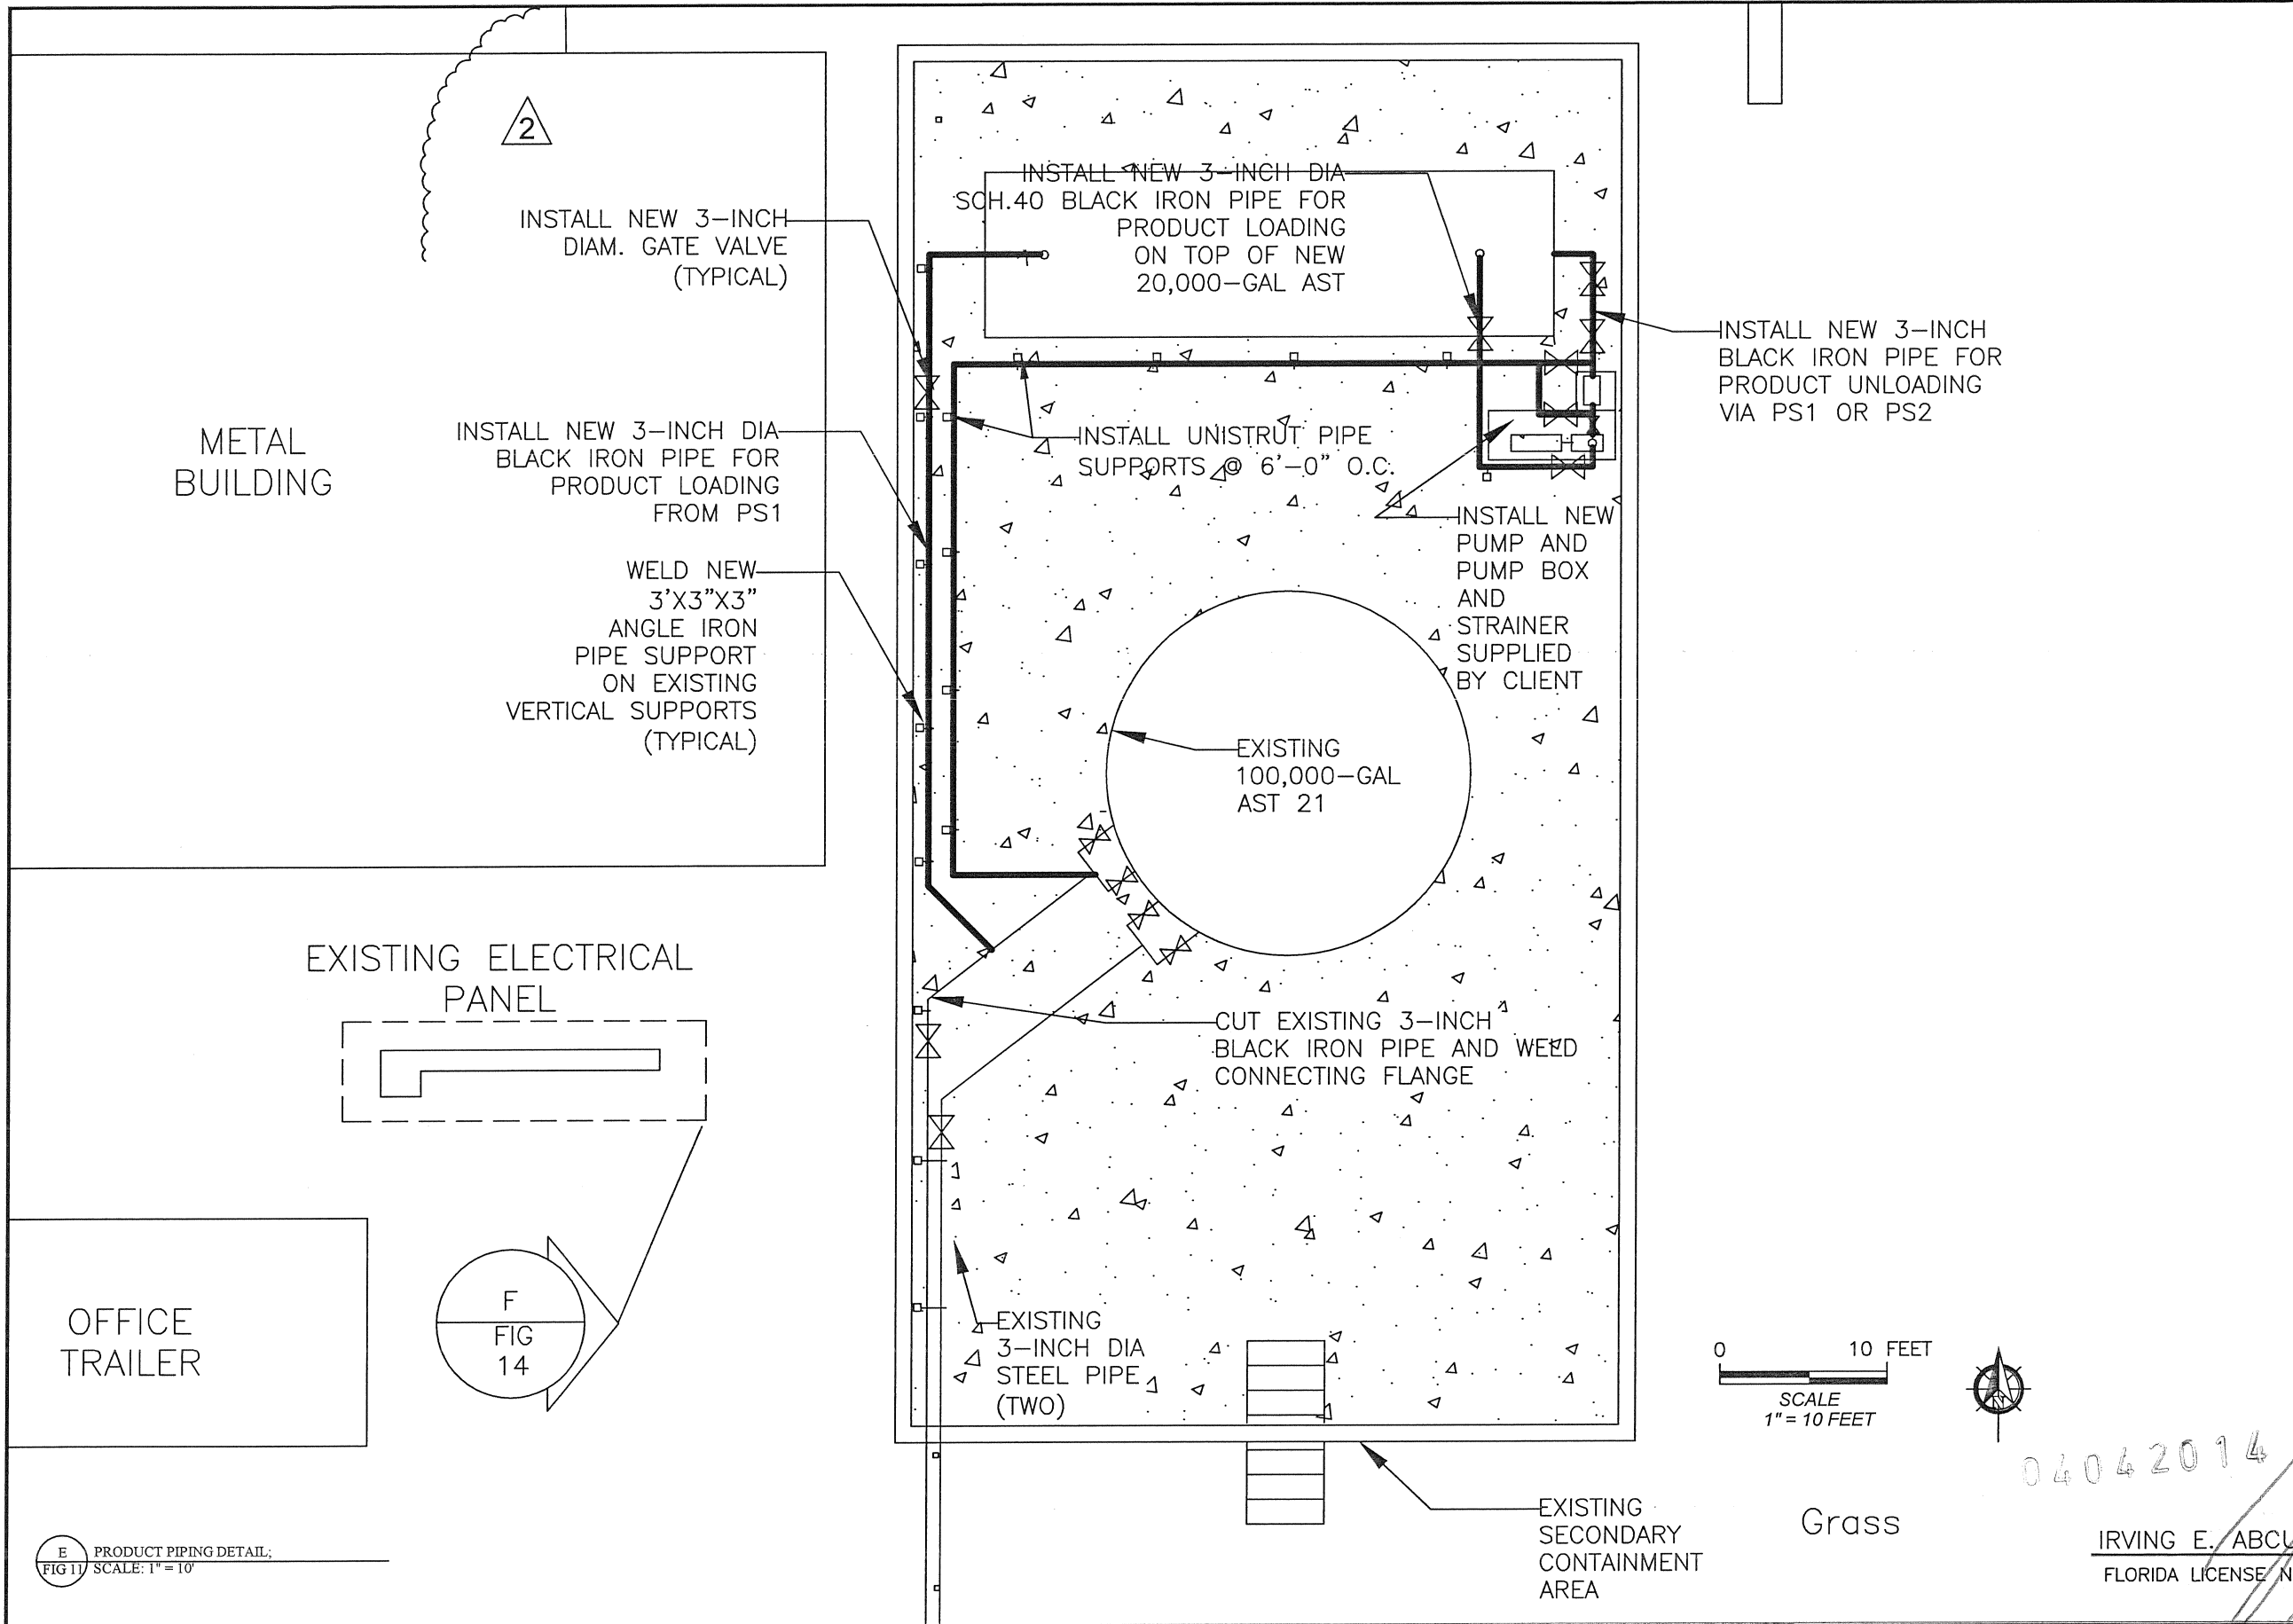 2
INSTALL NEW 3-INCH
DIAM. GATE VALVE
(TYPICAL)
INSTALL NEW 3-INCH DIA
SCH.40 BLACK IRON PIPE FOR
PRODUCT LOADING
ON TOP OF NEW
20,000-GAL AST
INSTALL NEW 3-INCH
BLACK IRON PIPE FOR
PRODUCT UNLOADING
VIA PS1 OR PS2
METAL
BUILDING
INSTALL NEW 3-INCH DIA
BLACK IRON PIPE FOR
PRODUCT LOADING
FROM PS1
INSTALL UNISTRUT PIPE
SUPPORTS @ 6'-0" O.C.
INSTALL NEW
PUMP AND
PUMP BOX
AND
STRAINER
SUPPLIED
BY CLIENT
WELD NEW
3'X3"X3"
ANGLE IRON
PIPE SUPPORT
ON EXISTING
VERTICAL SUPPORTS
(TYPICAL)
EXISTING
100,000-GAL
AST 21
EXISTING ELECTRICAL
PANEL
CUT EXISTING 3-INCH
BLACK IRON PIPE AND WELD
CONNECTING FLANGE
OFFICE
TRAILER
F
FIG
14
EXISTING
3-INCH DIA
STEEL PIPE
(TWO)
0 10 FEET
SCALE
1" = 10 FEET
N
04042014
EXISTING
SECONDARY
CONTAINMENT
AREA
Grass
IRVING E.
FLORIDA LICENSE
E
FIG 11
PRODUCT PIPING DETAIL;
SCALE: 1" = 10'